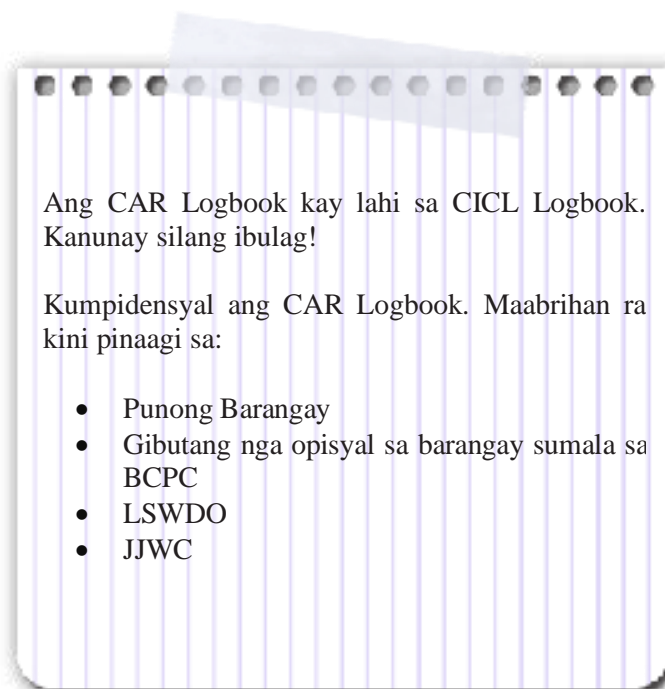 Ang CAR Logbook kay lahi sa CICL Logbook.
Kanunay silang ibulag!
Kumpidensyal ang CAR Logbook. Maabrihan ra
kini pinaagi sa:
• Punong Barangay
• Gibutang nga opisyal sa barangay sumala sa
BCPC
• LSWDO
• JJWC